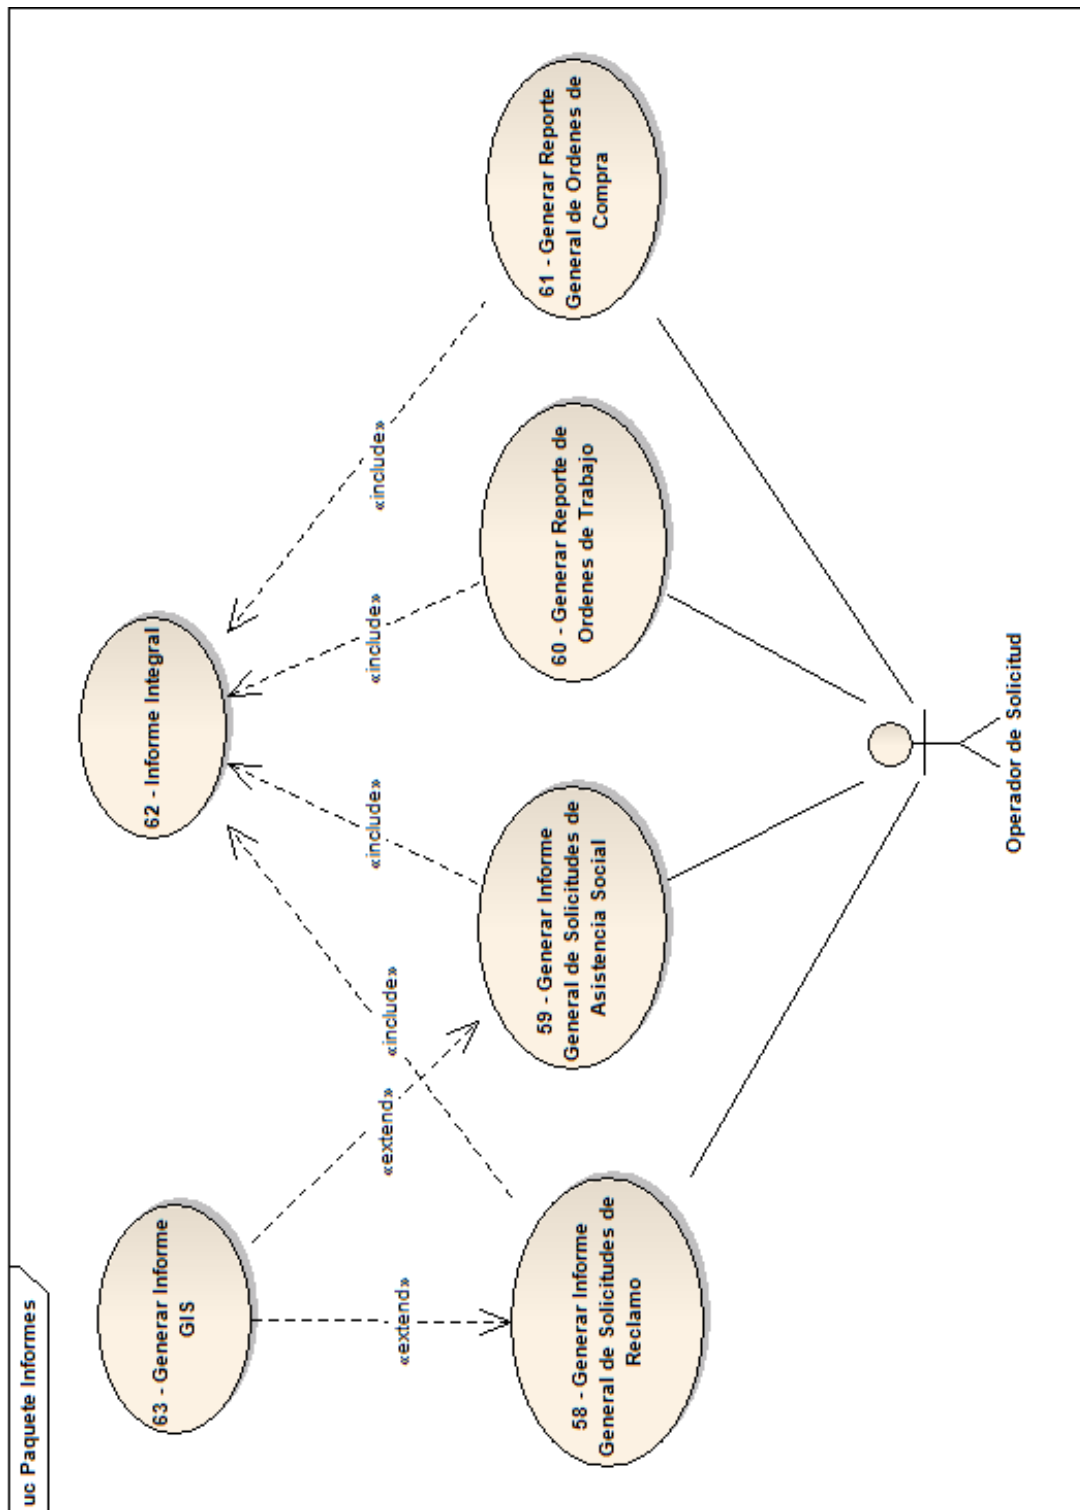 uc Paquete Informes
63 - Generar Informe
GIS
62 - Informe Integral
«extend»
«extend»
«include»
«include»
«include»
«include»
58 - Generar Informe
General de Solicitudes de
Reclamo
59 - Generar Informe
General de Solicitudes de
Asistencia Social
60 - Generar Reporte de
Ordenes de Trabajo
61 - Generar Reporte
General de Ordenes de
Compra
Operador de Solicitud